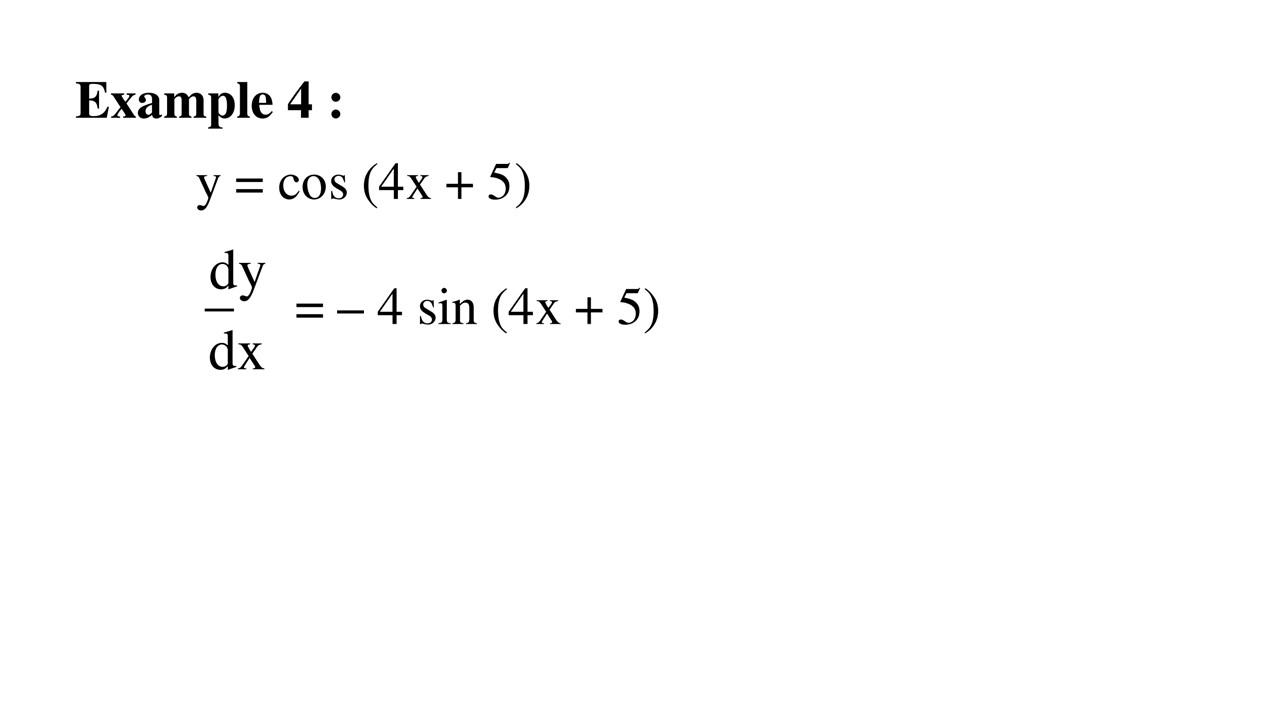 Example 4 :
y = cos (4x + 5)
dy
= – 4 sin (4x + 5)
dx